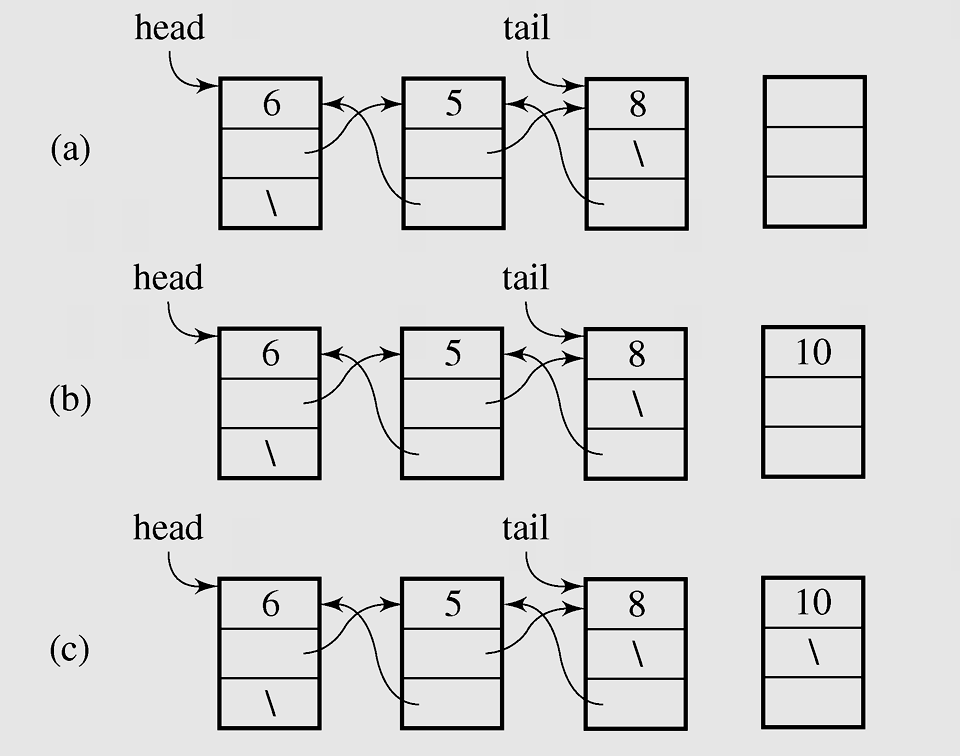 head tail
(a) 6 5 8
\
\
head tail
(b) 6 5 8 10
\
\
head tail
(c) 6 5 8 10
\ \
\